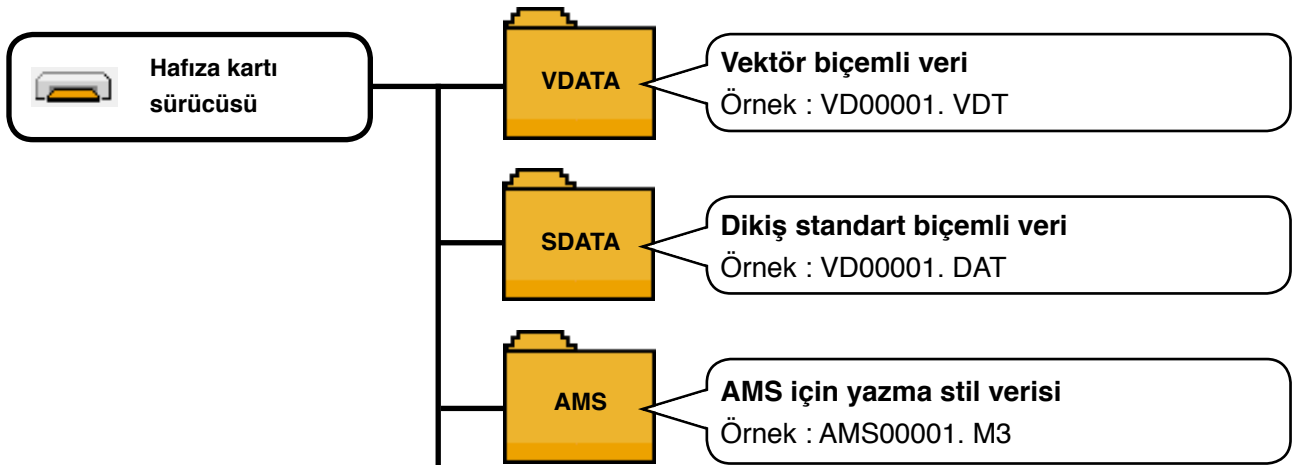 Hafıza kartı
sürücüsü
VDATA
Vektör biçemli veri
Örnek : VD00001. VDT
SDATA
Dikiş standart biçemli veri
Örnek : VD00001. DAT
AMS
AMS için yazma stil verisi
Örnek : AMS00001. M3